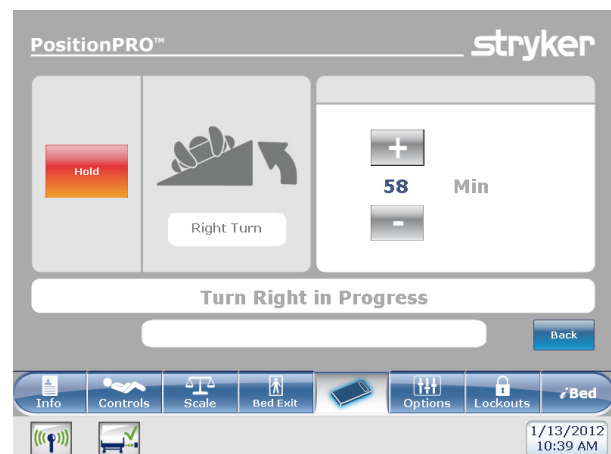 PositionPRO™
stryker
Hold
Right Turn
+
58 Min
-
Turn Right in Progress
Back
Info Controls Scale Bed Exit Options Lockouts iBed
1/13/2012
10:39 AM